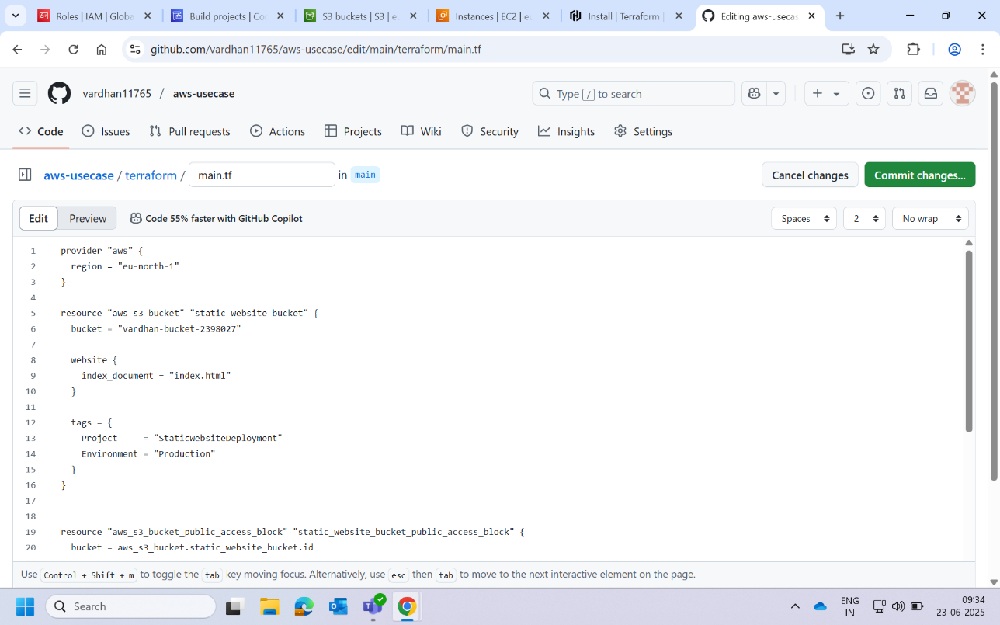 Roles | IAM | Globa
Build projects | Co
S3 buckets | S3 | eu
Instances | EC2 | eu
Install | Terraform |
Editing aws-usecas
github.com/vardhan11765/aws-usecase/edit/main/terraform/main.tf
vardhan11765 / aws-usecase
Type / to search
Code
Issues
Pull requests
Actions
Projects
Wiki
Security
Insights
Settings
aws-usecase / terraform / main.tf in main
Cancel changes
Commit changes...
Edit
Preview
Code 55% faster with GitHub Copilot
Spaces
2
No wrap
1 provider "aws" {
2 region = "eu-north-1"
3 }
4
5 resource "aws_s3_bucket" "static_website_bucket" {
6 bucket = "vardhan-bucket-2398027"
7
8 website {
9 index_document = "index.html"
10 }
11
12 tags = {
13 Project     = "StaticWebsiteDeployment"
14 Environment = "Production"
15 }
16 }
17
18
19 resource "aws_s3_bucket_public_access_block" "static_website_bucket_public_access_block" {
20 bucket = aws_s3_bucket.static_website_bucket.id
Use Control + Shift + m to toggle the tab key moving focus. Alternatively, use esc then tab to move to the next interactive element on the page.
Search
ENG
IN
09:34
23-06-2025